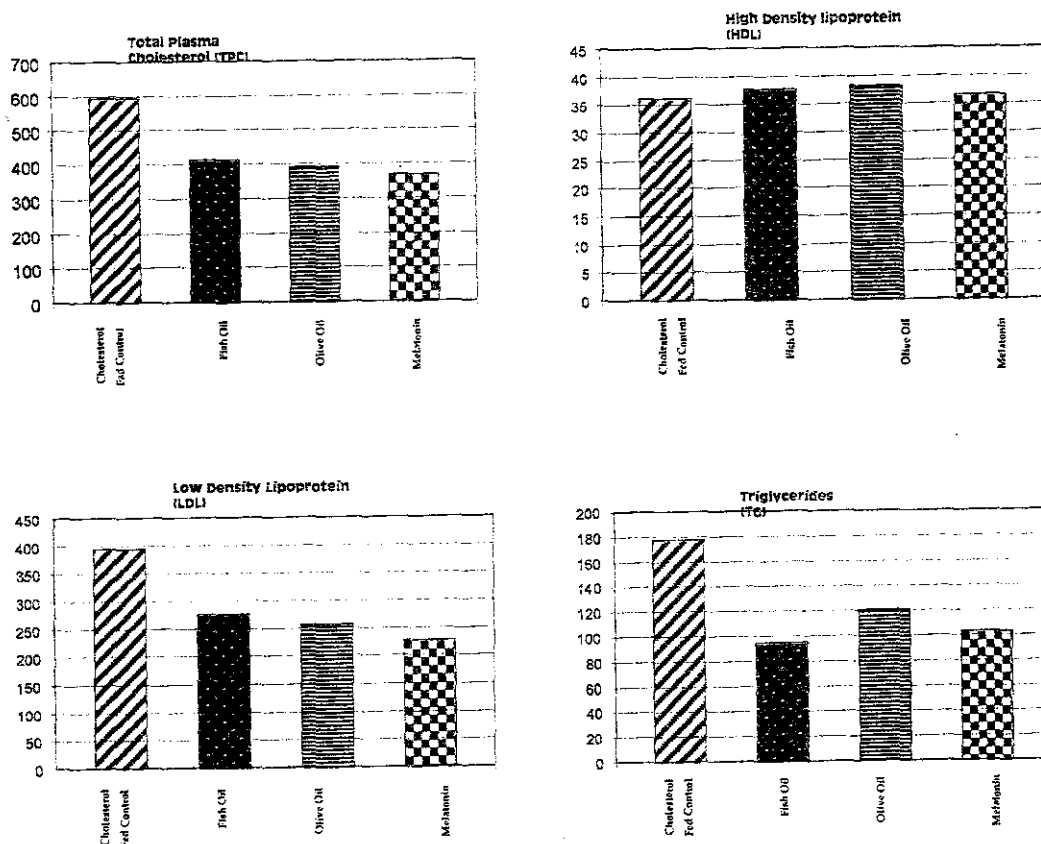 Total Plasma
Cholesterol (TPC)
700
600
500
400
300
200
100
0
Cholesterol
Fed Control
Fish Oil
Olive Oil
Melatonin
High Density lipoprotein
(HDL)
45
40
35
30
25
20
15
10
5
0
Cholesterol
Fed Control
Fish Oil
Olive Oil
Melatonin
Low Density Lipoprotein
(LDL)
450
400
350
300
250
200
150
100
50
0
Cholesterol
Fed Control
Fish Oil
Olive Oil
Melatonin
Triglycerides
(TG)
200
180
160
140
120
100
80
60
40
20
0
Cholesterol
Fed Control
Fish Oil
Olive Oil
Melatonin